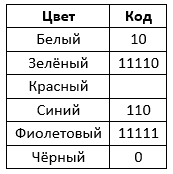 Цвет Код
Белый 10
Зелёный 11110
Красный
Синий 110
Фиолетовый 11111
Чёрный 0